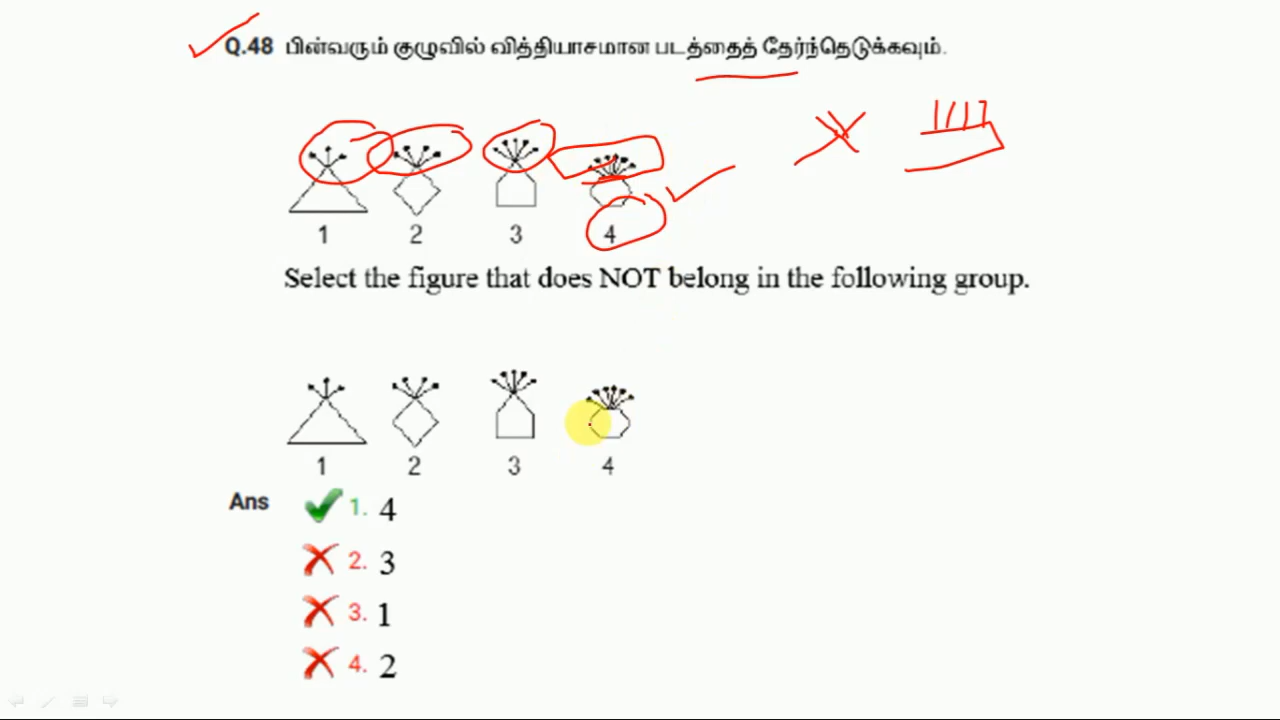 Q.48 பின்வரும் குழுவில் வித்தியாசமான படத்தைத் தேர்ந்தெடுக்கவும்.
1 2 3 4
Select the figure that does NOT belong in the following group.
1 2 3 4
Ans 1. 4
2. 3
3. 1
4. 2